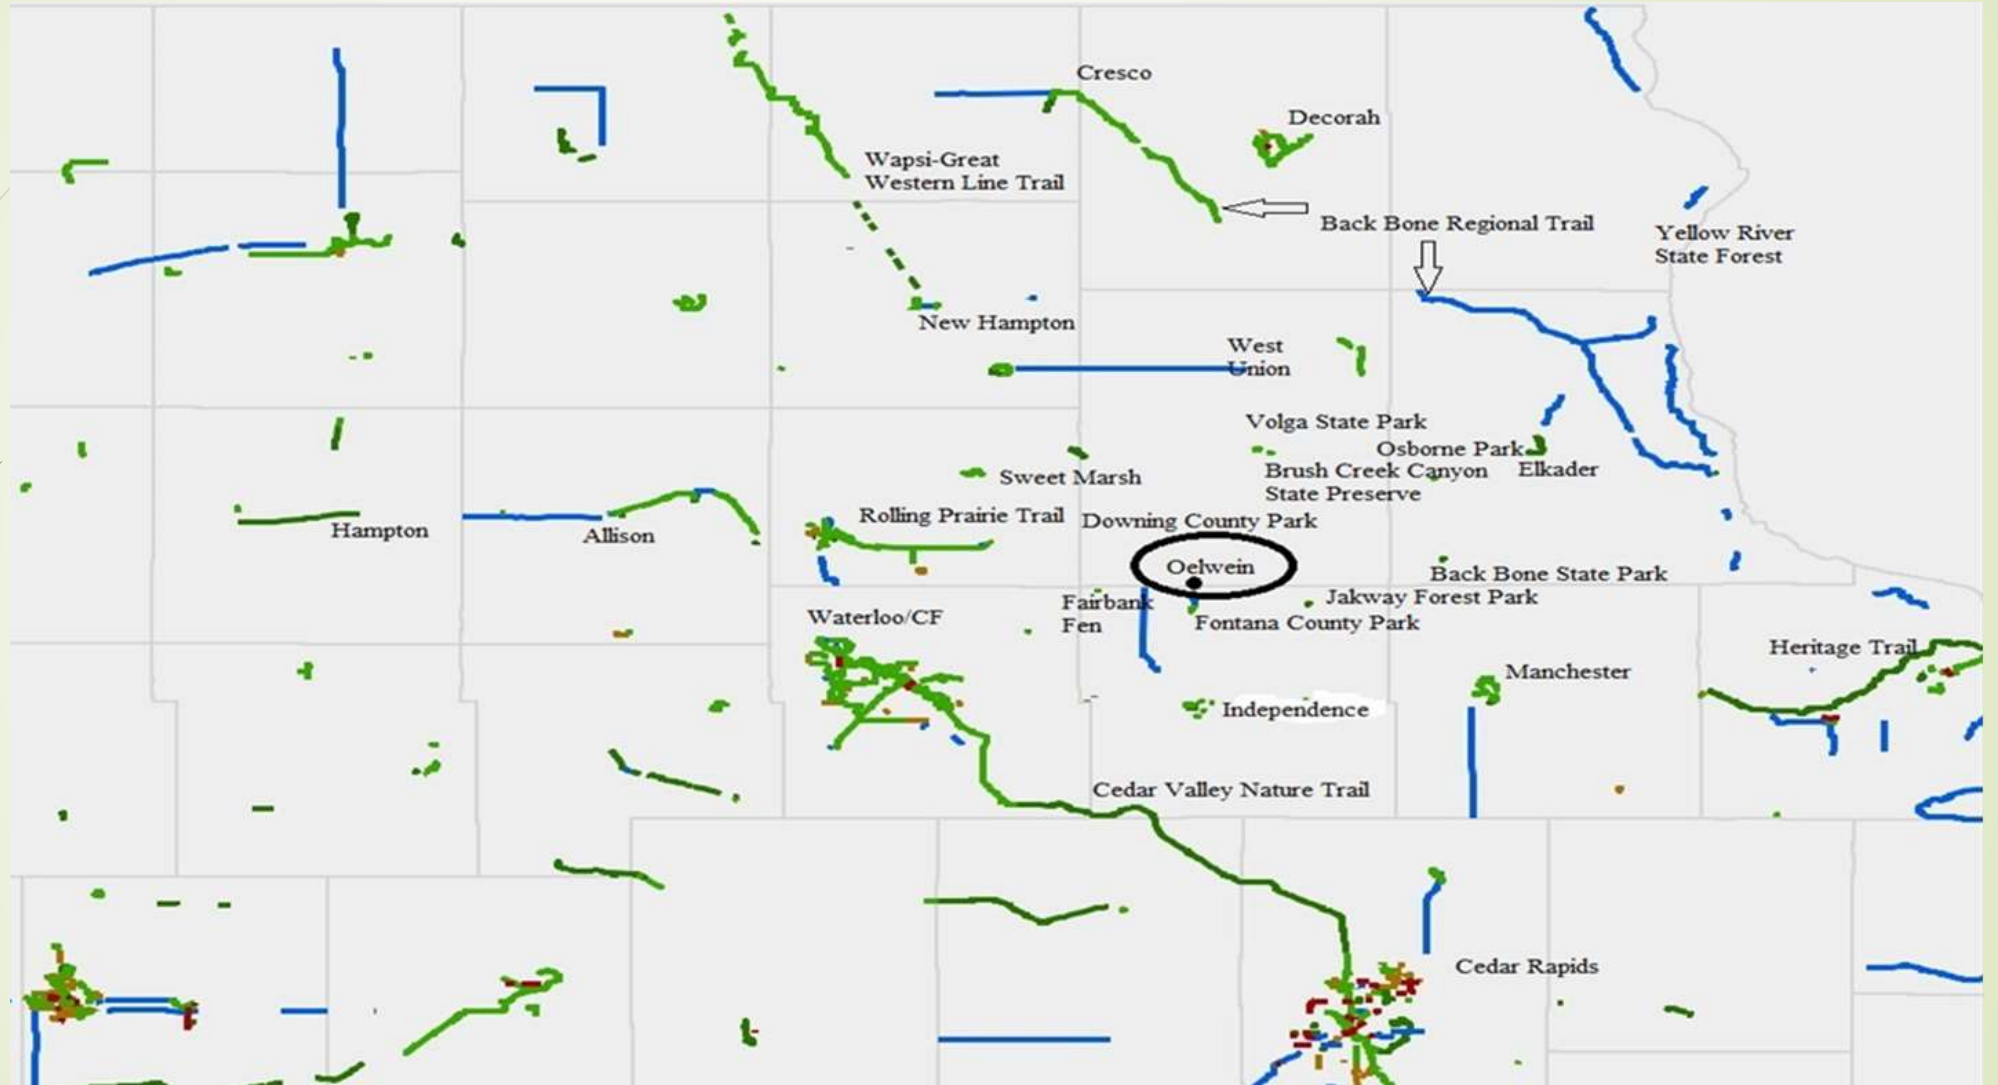 Cresco
Decorah
Wapsi-Great
Western Line Trail
Back Bone Regional Trail
Yellow River
State Forest
New Hampton
West
Union
Volga State Park
Osborne Park
Elkader
Brush Creek Canyon
State Preserve
Sweet Marsh
Rolling Prairie Trail
Downing County Park
Hampton
Allison
Oelwein
Back Bone State Park
Fairbank
Fen
Jakway Forest Park
Waterloo/CF
Fontana County Park
Heritage Trail
Manchester
Independence
Cedar Valley Nature Trail
Cedar Rapids